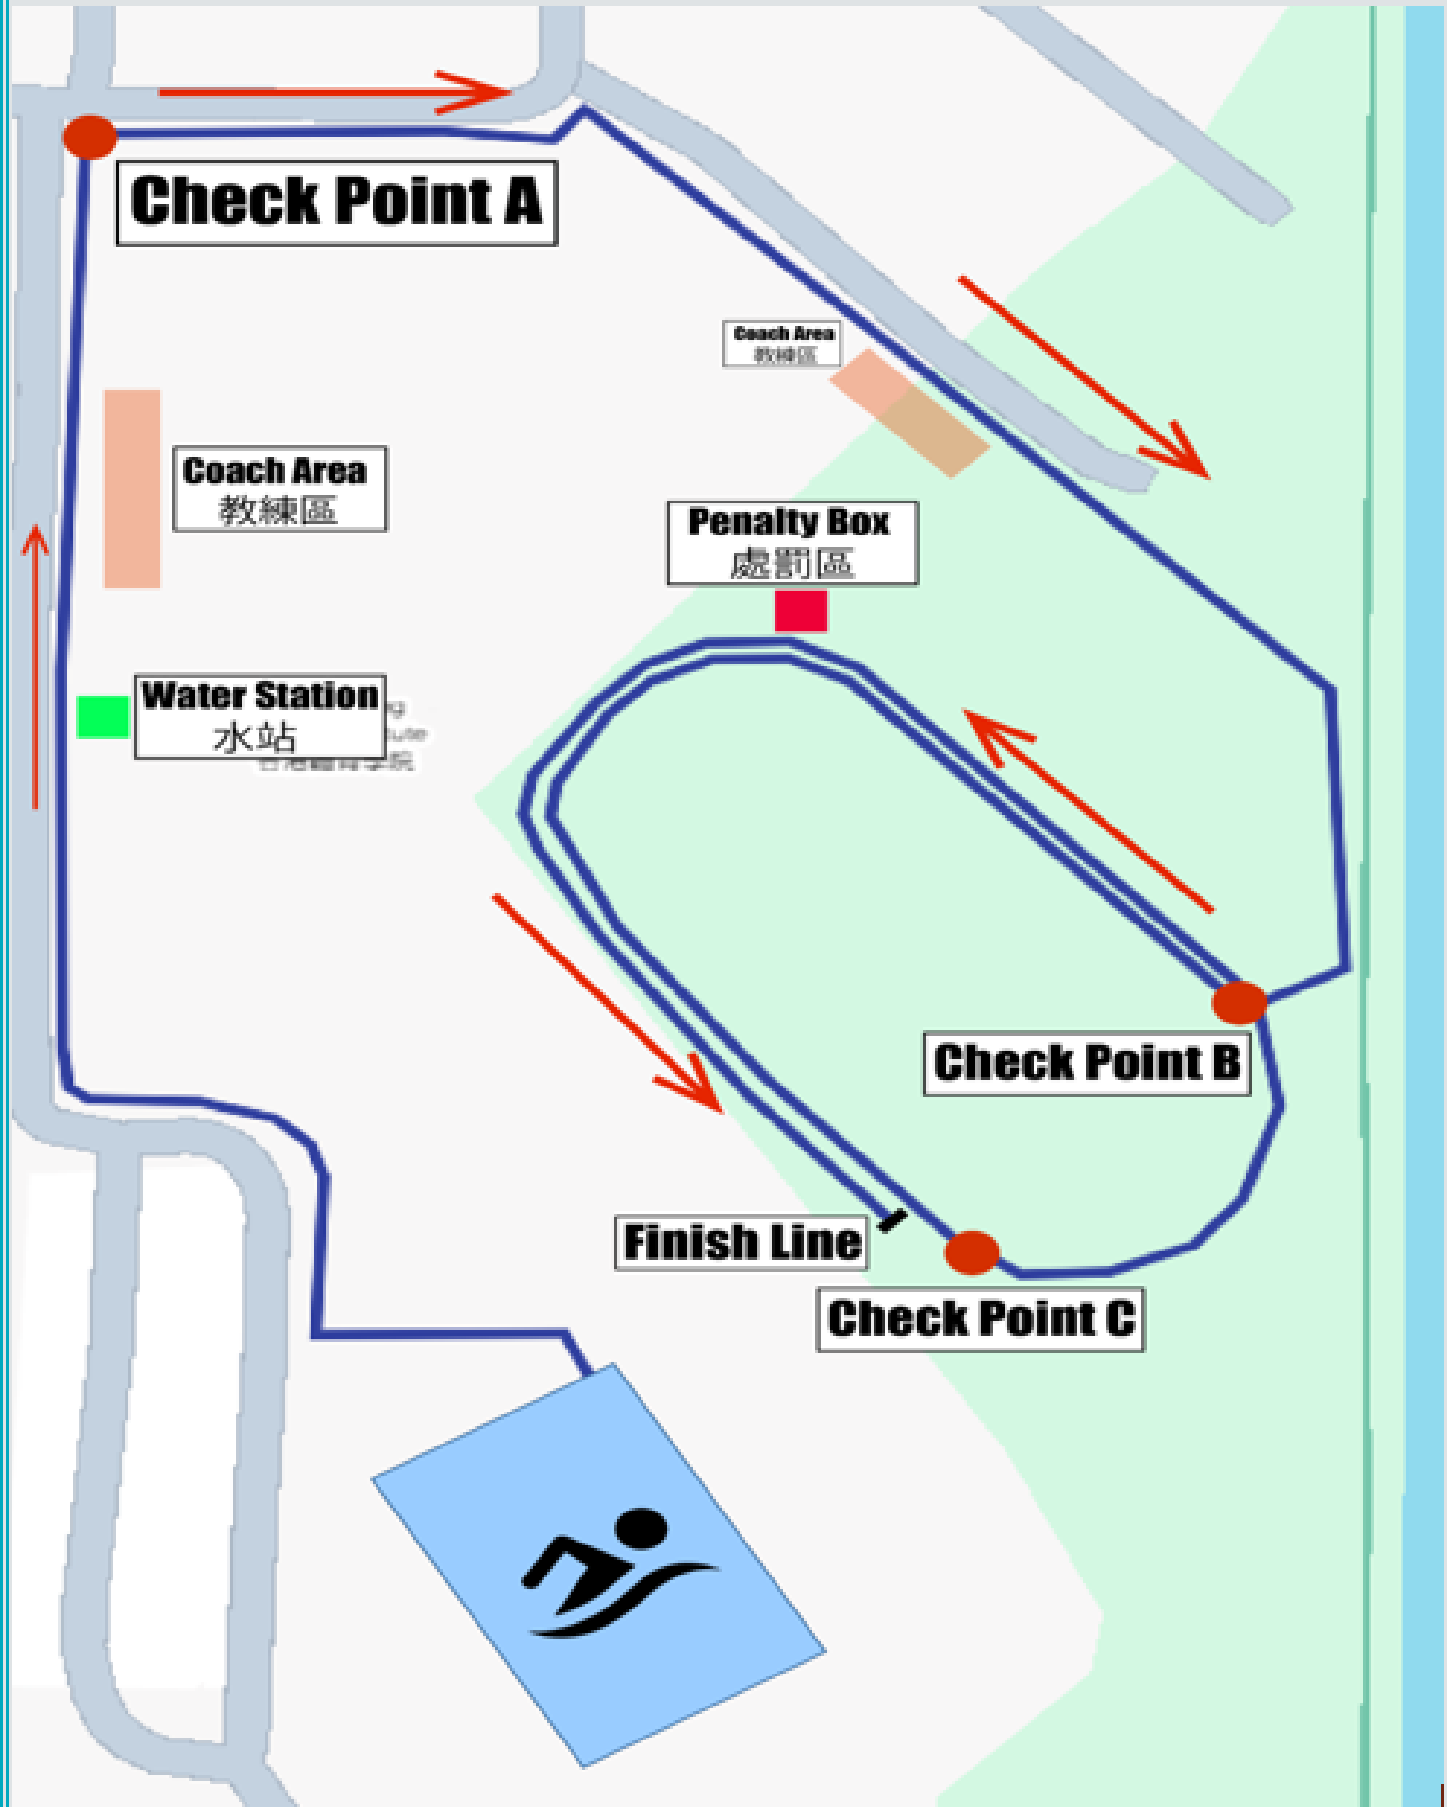 Check Point A
Coach Area
教練區
Coach Area
教練區
Penalty Box
處罰區
Water Station
水站
Check Point B
Finish Line
Check Point C